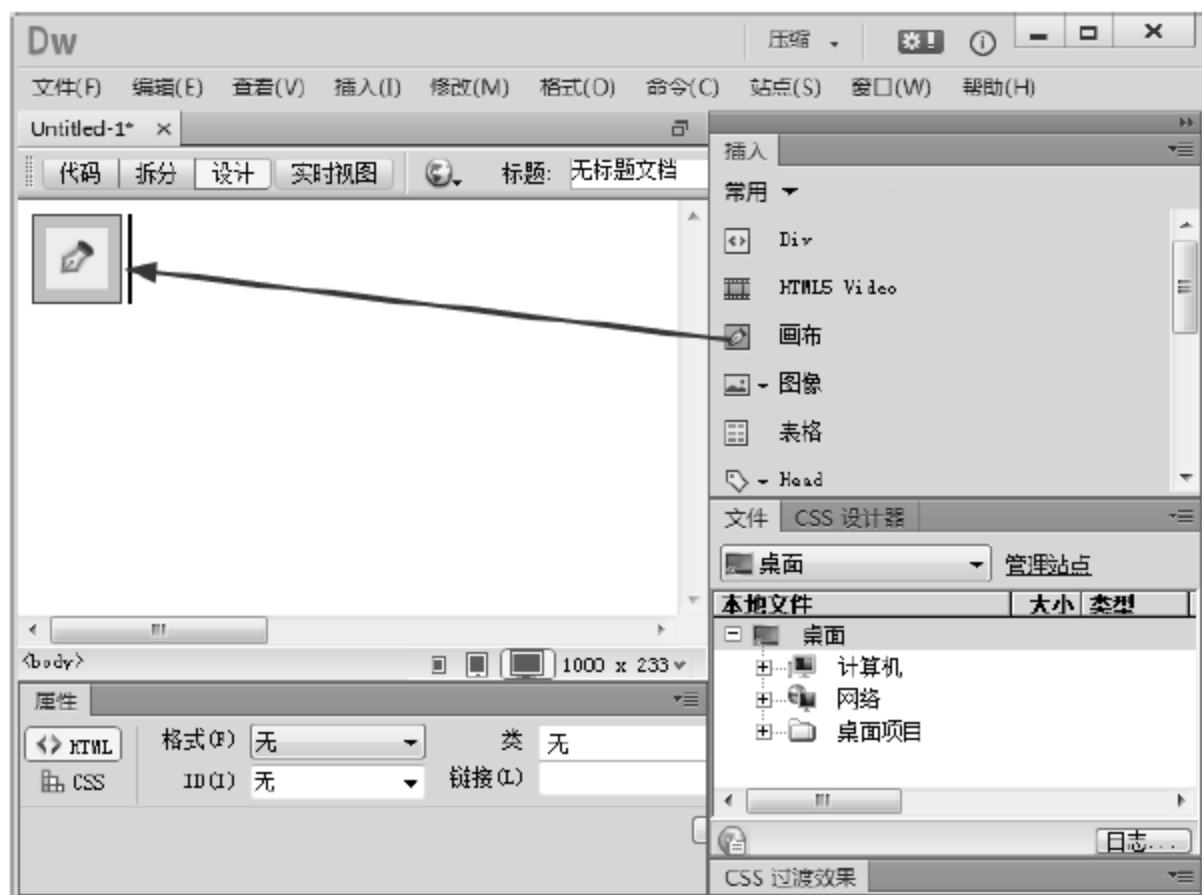 Dw
压缩
文件(F) 编辑(E) 查看(V) 插入(I) 修改(M) 格式(O) 命令(C) 站点(S) 窗口(W) 帮助(H)
Untitled-1* ×
代码 拆分 设计 实时视图 标题: 无标题文档
插入
常用
Div
HTML5 Video
画布
图像
表格
Head
文件 CSS 设计器
桌面 管理站点
本地文件 大小 类型
桌面
计算机
网络
桌面项目
日志...
CSS 过渡效果
<body> 1000 x 233
属性
<> HTML 格式(F) 无 类 无
CSS ID(I) 无 链接(L)